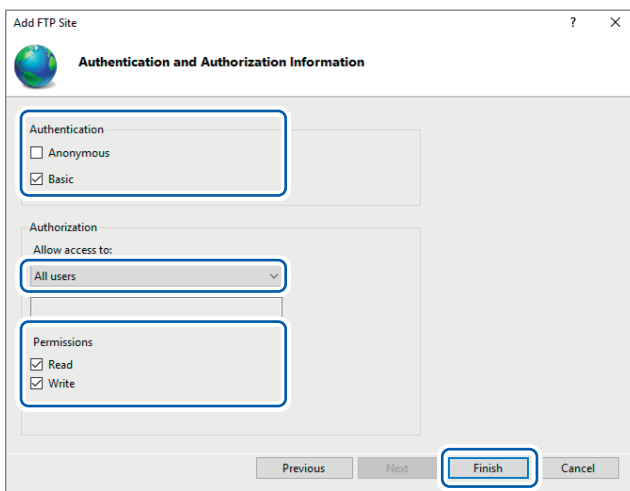 Add FTP Site ? ×
Authentication and Authorization Information
Authentication
Anonymous
Basic
Authorization
Allow access to:
All users
Permissions
Read
Write
Previous Next Finish Cancel